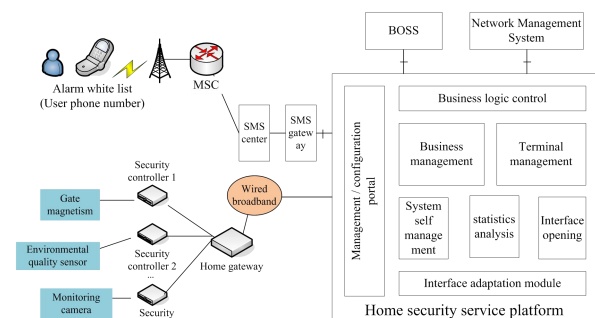 BOSS
Network Management
System
Alarm white list
(User phone number)
MSC
SMS
center
SMS
gatew
ay
Management / configuration
portal
Business logic control
Business
management
Terminal
management
System
self
manage
ment
statistics
analysis
Interface
opening
Interface adaptation module
Home security service platform
Wired
broadband
Security
controller 1
Gate
magnetism
Environmental
quality sensor
Security
controller 2
...
Home gateway
Monitoring
camera
Security